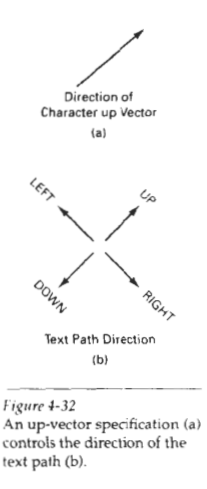 Direction of
Character up Vector
(a)
LEFT
UP
DOWN
RIGHT
Text Path Direction
(b)
Figure 4-32
An up-vector specification (a)
controls the direction of the
text path (b).